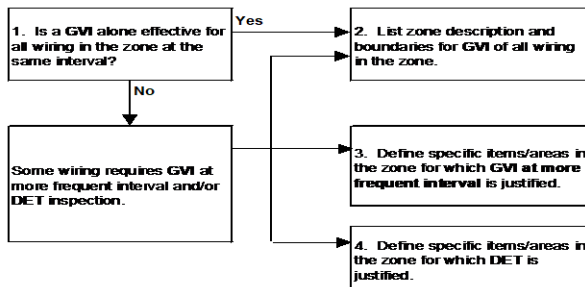 1. Is a GVI alone effective for
all wiring in the zone at the
same interval?
Yes
2. List zone description and
boundaries for GVI of all wiring
in the zone.
No
Some wiring requires GVI at
more frequent interval and/or
DET inspection.
3. Define specific items/areas in
the zone for which GVI at more
frequent interval is justified.
4. Define specific items/areas in
the zone for which DET is
justified.